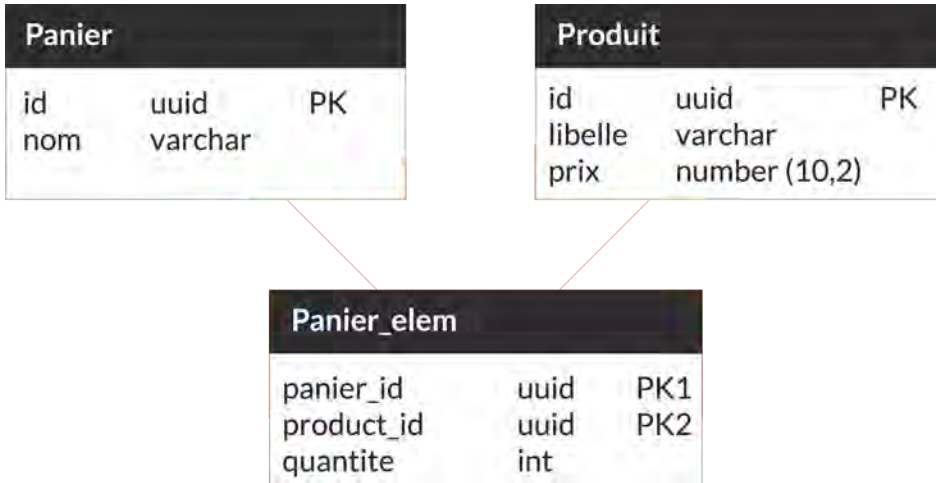 Panier
id uuid PK
nom varchar
Produit
id uuid PK
libelle varchar
prix number (10,2)
Panier_elem
panier_id uuid PK1
product_id uuid PK2
quantite int